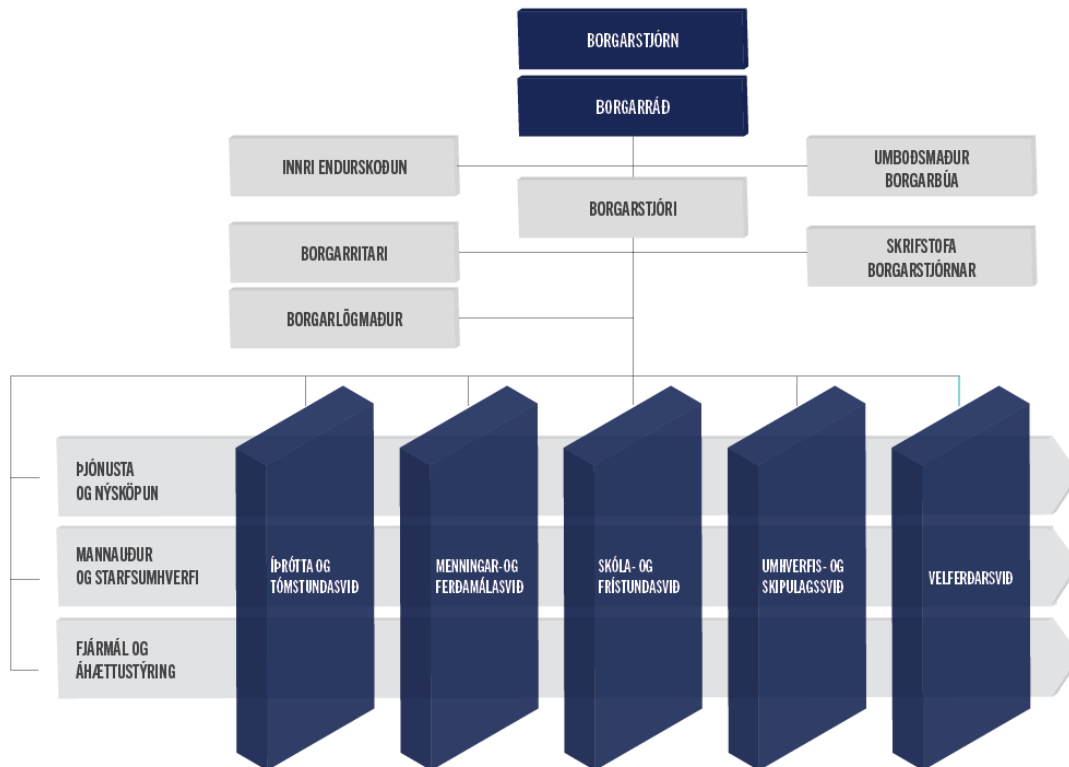 BORGARSTJÓRN
BORGARRÁÐ
INNRI ENDURSKOÐUN
UMBOÐSMAÐUR
BORGARBÚA
BORGARSTJÓRI
BORGARRITARI
SKRIFSTOFA
BORGARSTJÓRNAR
BORGARLÖGMAÐUR
ÞJÓNUSTA
OG NÝSKÖPUN
MANNAUÐUR
OG STARFSUMHVERFI
FJÁRMÁL OG
ÁHÆTTUSTÝRING
ÍÞRÓTTA OG
TÓMSTUNDASVIÐ
MENNINGAR- OG
FERÐAMÁLASVIÐ
SKÓLA- OG
FRÍSTUNDASVIÐ
UMHVERFIS- OG
SKIPULAGSSVIÐ
VELFERÐARSVIÐ